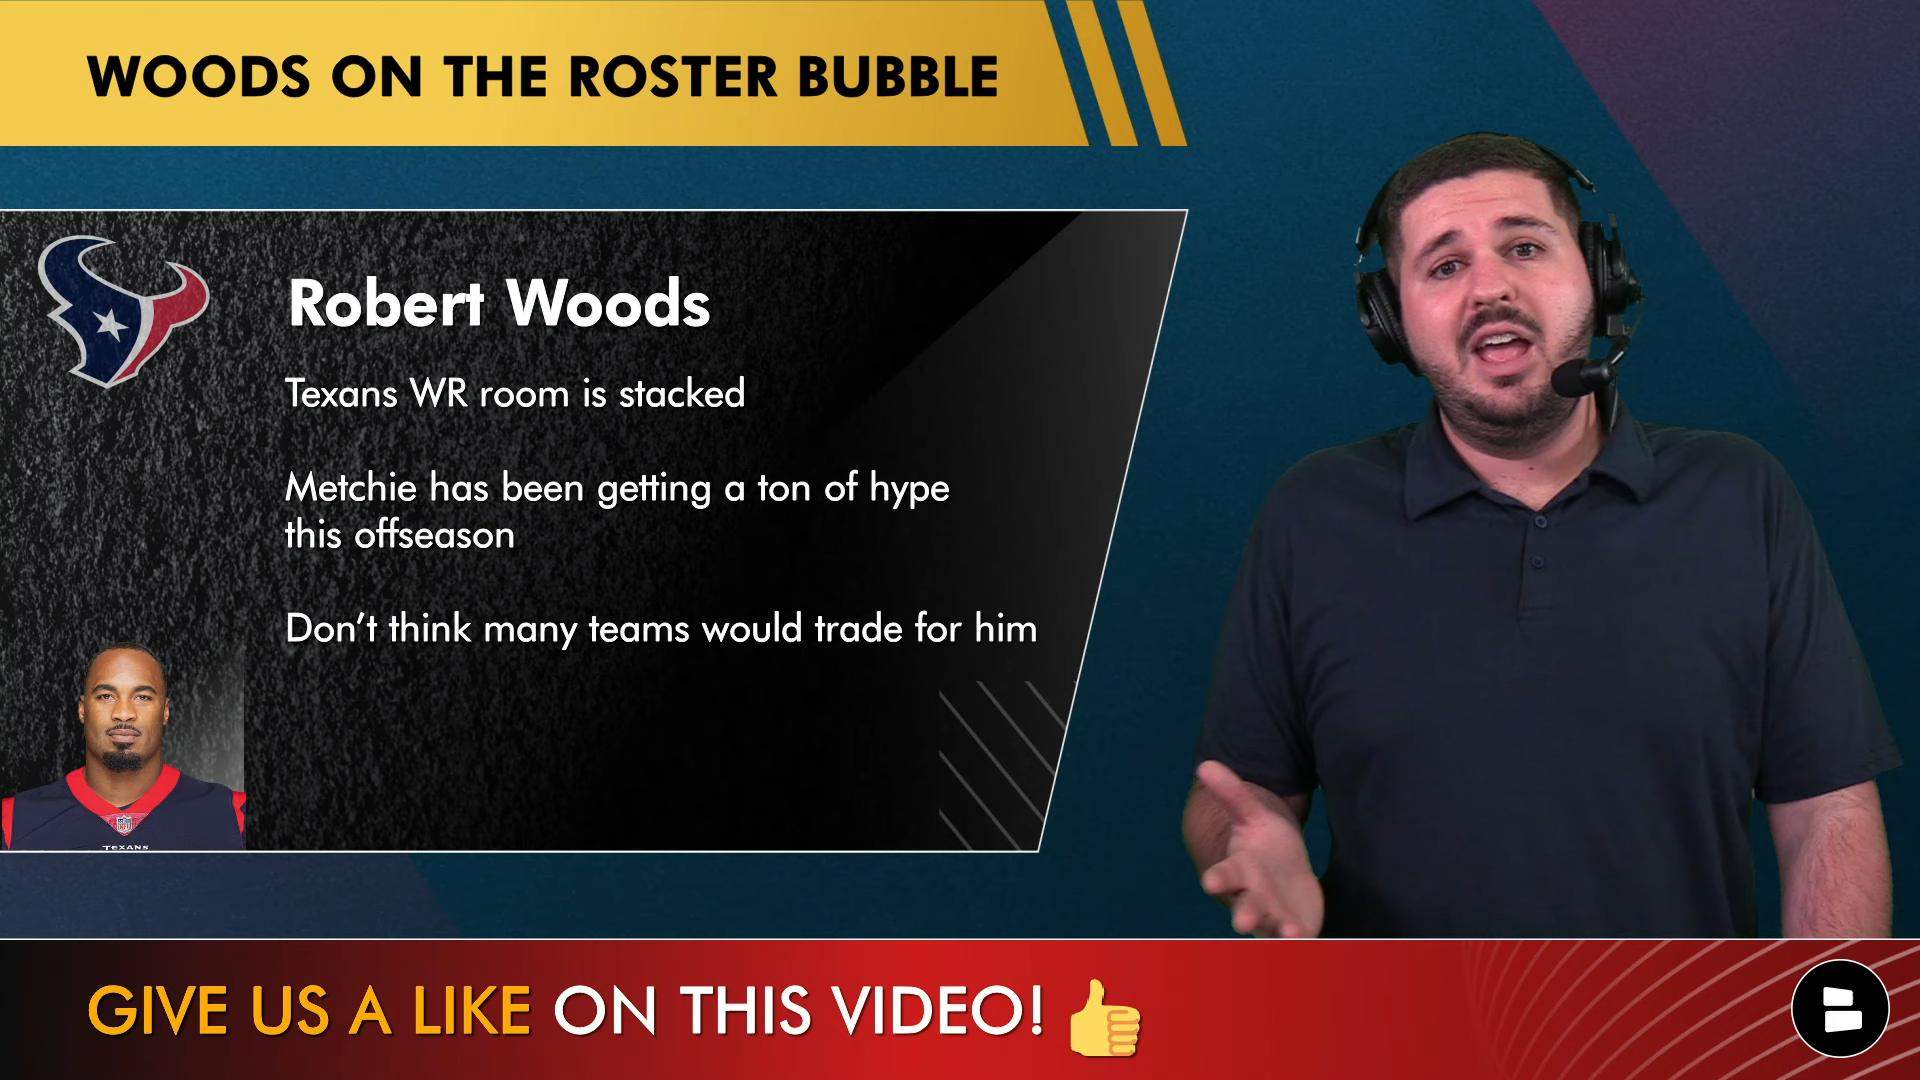 WOODS ON THE ROSTER BUBBLE
Robert Woods
Texans WR room is stacked
Metchie has been getting a ton of hype
this offseason
Don't think many teams would trade for him
TEXANS
GIVE US A LIKE ON THIS VIDEO!